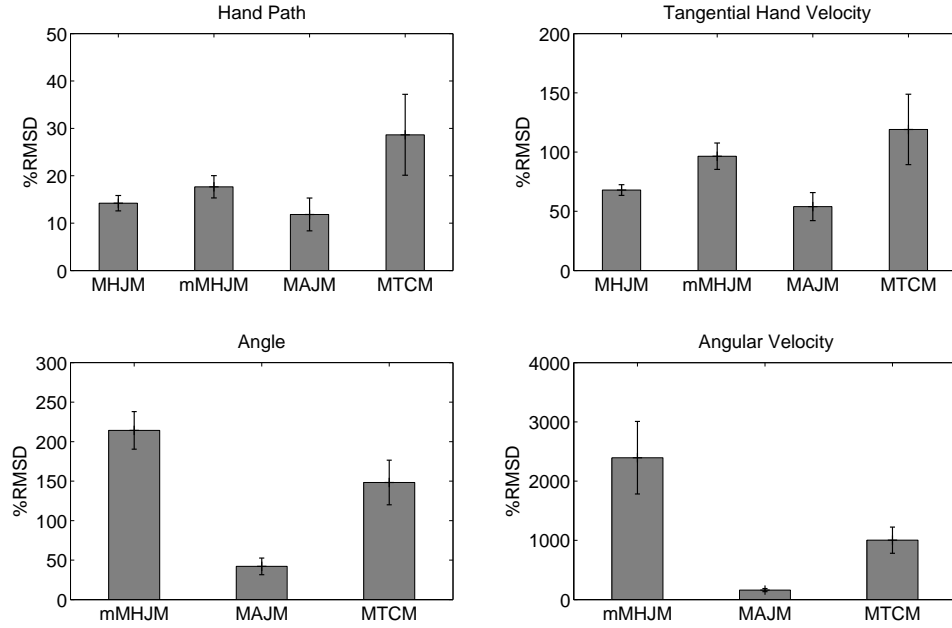 Hand Path
%RMSD
50
40
30
20
10
0
MHJM mMHJM MAJM MTCM
Tangential Hand Velocity
%RMSD
200
150
100
50
0
MHJM mMHJM MAJM MTCM
Angle
%RMSD
300
250
200
150
100
50
0
mMHJM MAJM MTCM
Angular Velocity
%RMSD
4000
3000
2000
1000
0
mMHJM MAJM MTCM